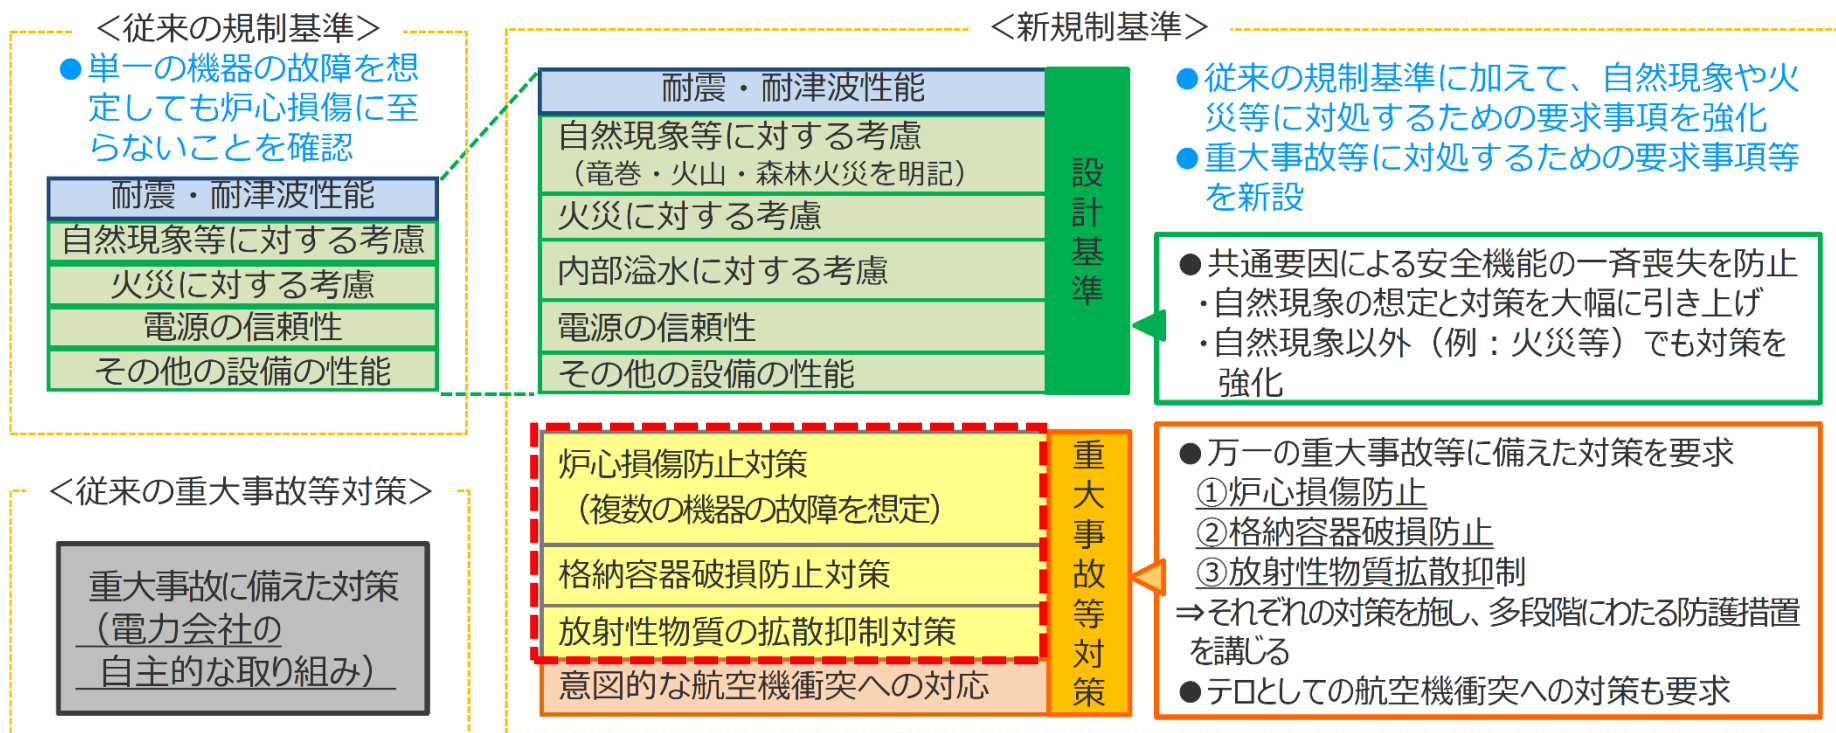 <従来の規制基準>
●単一の機器の故障を想
定しても炉心損傷に至
らないことを確認
耐震・耐津波性能
自然現象等に対する考慮
火災に対する考慮
電源の信頼性
その他の設備の性能
<従来の重大事故等対策>
重大事故に備えた対策
（電力会社の
自主的な取り組み）
<新規制基準>
耐震・耐津波性能
自然現象等に対する考慮
（竜巻・火山・森林火災を明記）
火災に対する考慮
内部溢水に対する考慮
電源の信頼性
その他の設備の性能
設計基準
炉心損傷防止対策
（複数の機器の故障を想定）
格納容器破損防止対策
放射性物質の拡散抑制対策
意図的な航空機衝突への対応
重大事故等対策
●従来の規制基準に加えて、自然現象や火
災等に対処するための要求事項を強化
●重大事故等に対処するための要求事項等
を新設
●共通要因による安全機能の一斉喪失を防止
・自然現象の想定と対策を大幅に引き上げ
・自然現象以外（例：火災等）でも対策を
強化
●万一の重大事故等に備えた対策を要求
①炉心損傷防止
②格納容器破損防止
③放射性物質拡散抑制
⇒それぞれの対策を施し、多段階にわたる防護措置
を講じる
●テロとしての航空機衝突への対策も要求